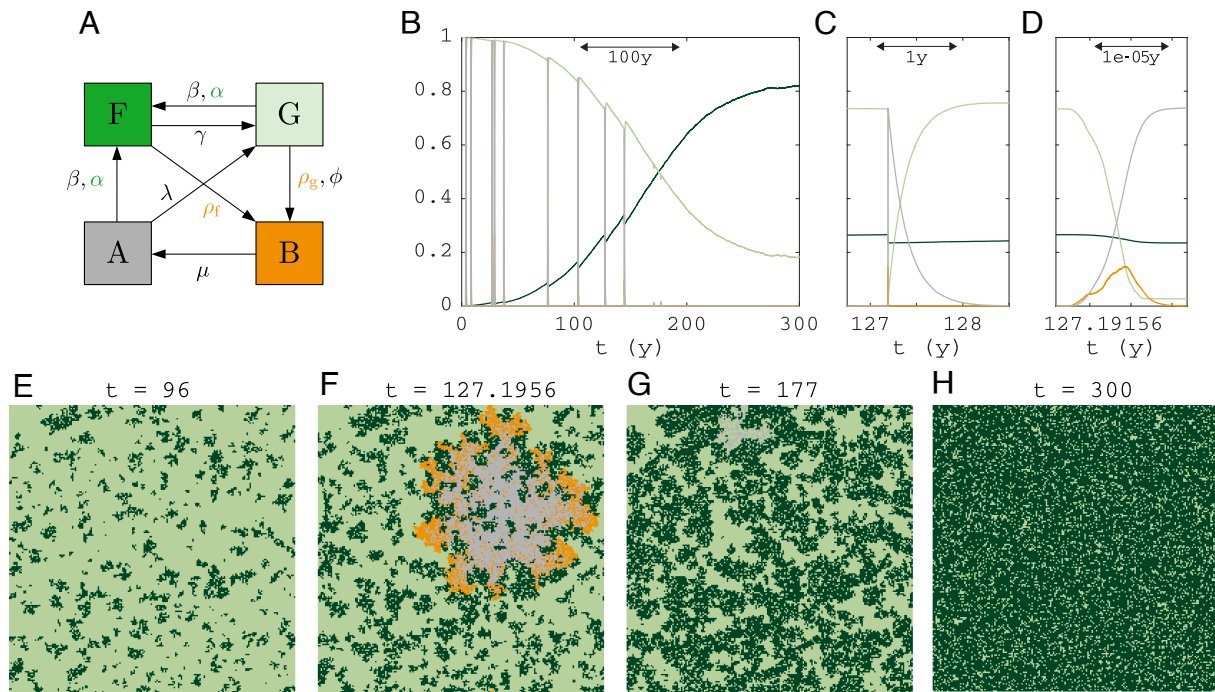 A
F
G
A
B
β, α
γ
β, α
λ
ρf
ρg, ϕ
μ
B
1
0.8
0.6
0.4
0.2
0
100y
0
100
200
300
t (y)
C
1y
127
128
t (y)
D
1e-05y
127.19156
t (y)
E
t = 96
F
t = 127.1956
G
t = 177
H
t = 300